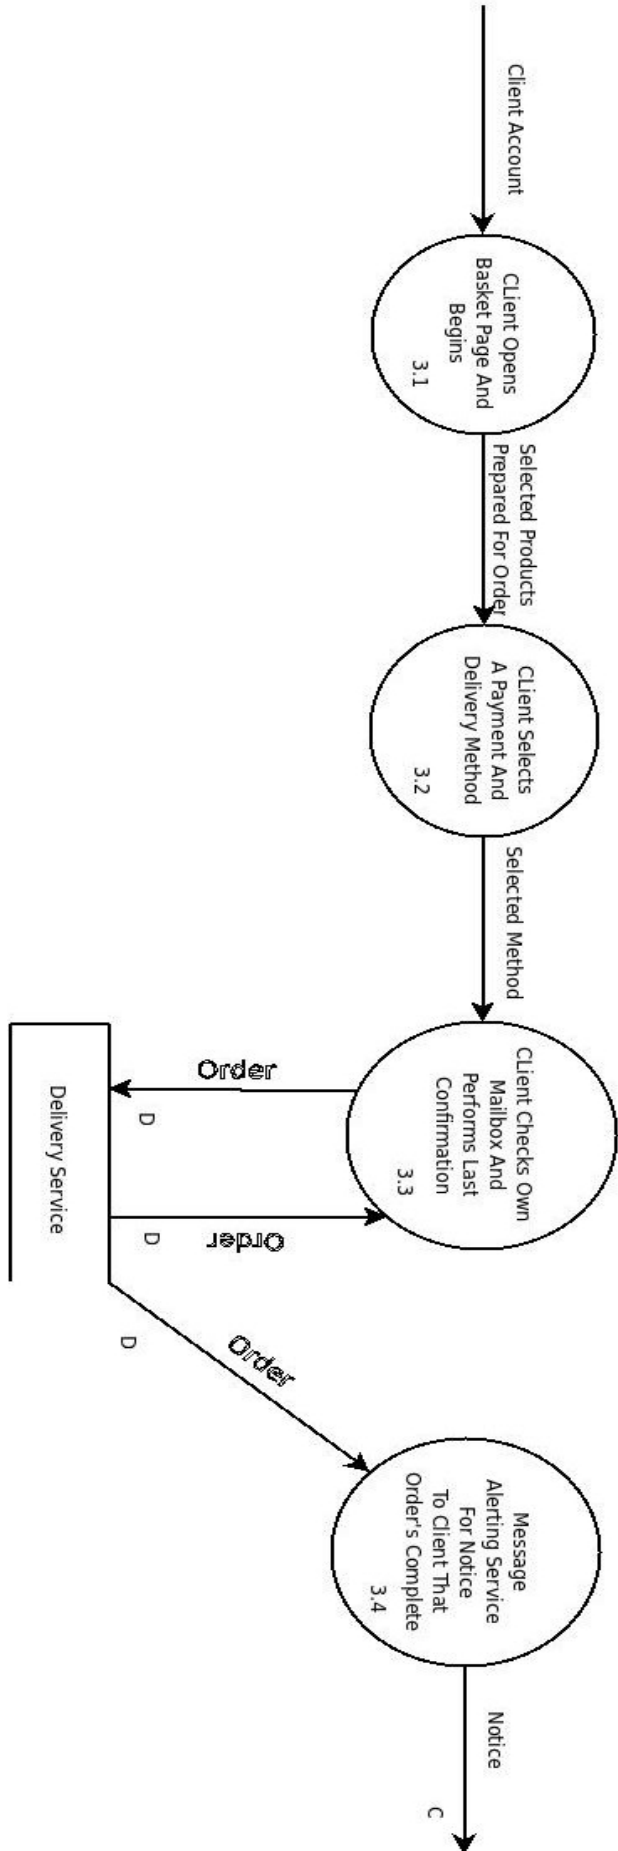 Client Account
CLient Opens
Basket Page And
Begins
3.1
Selected Products
Prepared For Order
CLient Selects
A Payment And
Delivery Method
3.2
Selected Method
CLient Checks Own
Mailbox And
Performs Last
Confirmation
3.3
Order
D
Order
D
Delivery Service
Order
D
Message
Alerting Service
For Notice
To Client That
Order's Complete
3.4
Notice
C